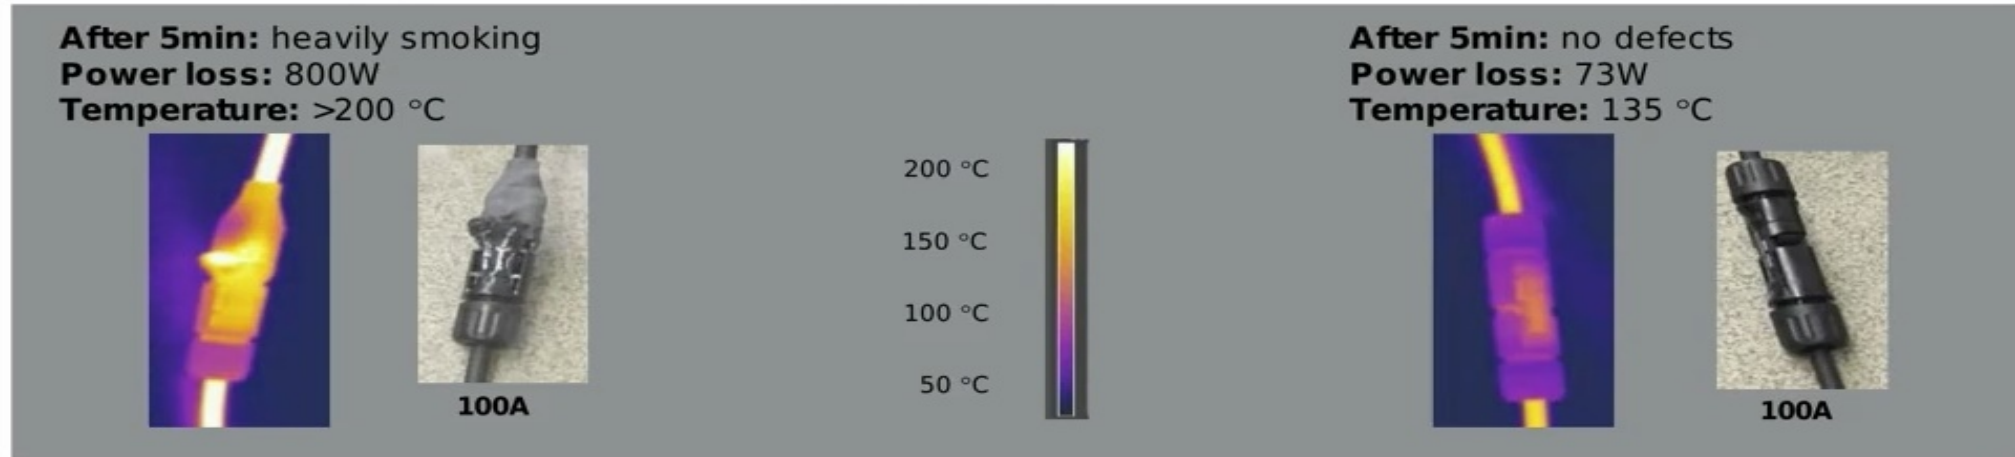 After 5min: heavily smoking
Power loss: 800W
Temperature: >200 °C
100A
200 °C
150 °C
100 °C
50 °C
After 5min: no defects
Power loss: 73W
Temperature: 135 °C
100A